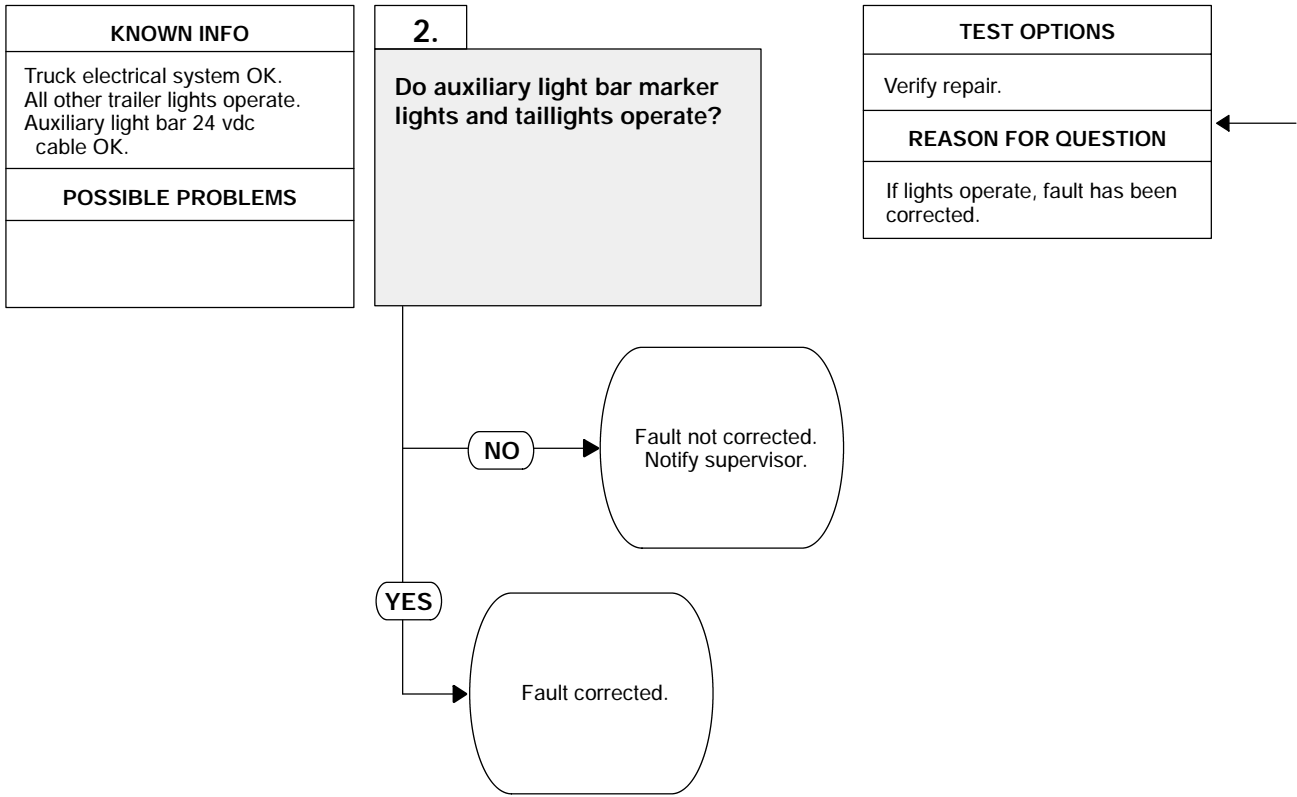 KNOWN INFO
Truck electrical system OK.
All other trailer lights operate.
Auxiliary light bar 24 vdc
cable OK.
POSSIBLE PROBLEMS
2.
Do auxiliary light bar marker
lights and taillights operate?
TEST OPTIONS
Verify repair.
REASON FOR QUESTION
If lights operate, fault has been
corrected.
NO
Fault not corrected.
Notify supervisor.
YES
Fault corrected.